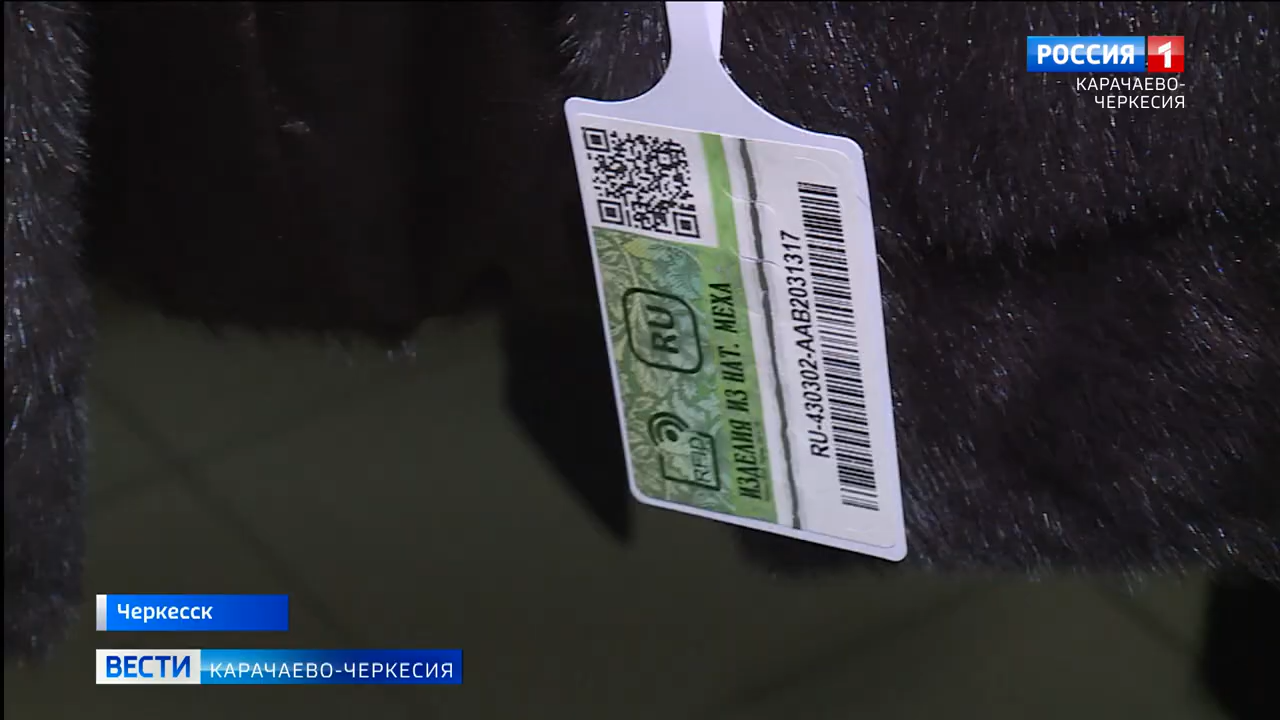 РОССИЯ 1
КАРАЧАЕВО-
ЧЕРКЕСИЯ
RU
RFID
ИЗДЕЛИЯ ИЗ НАТ. МЕХА
RU-430302-AAB2031317
Черкесск
ВЕСТИ КАРАЧАЕВО-ЧЕРКЕСИЯ